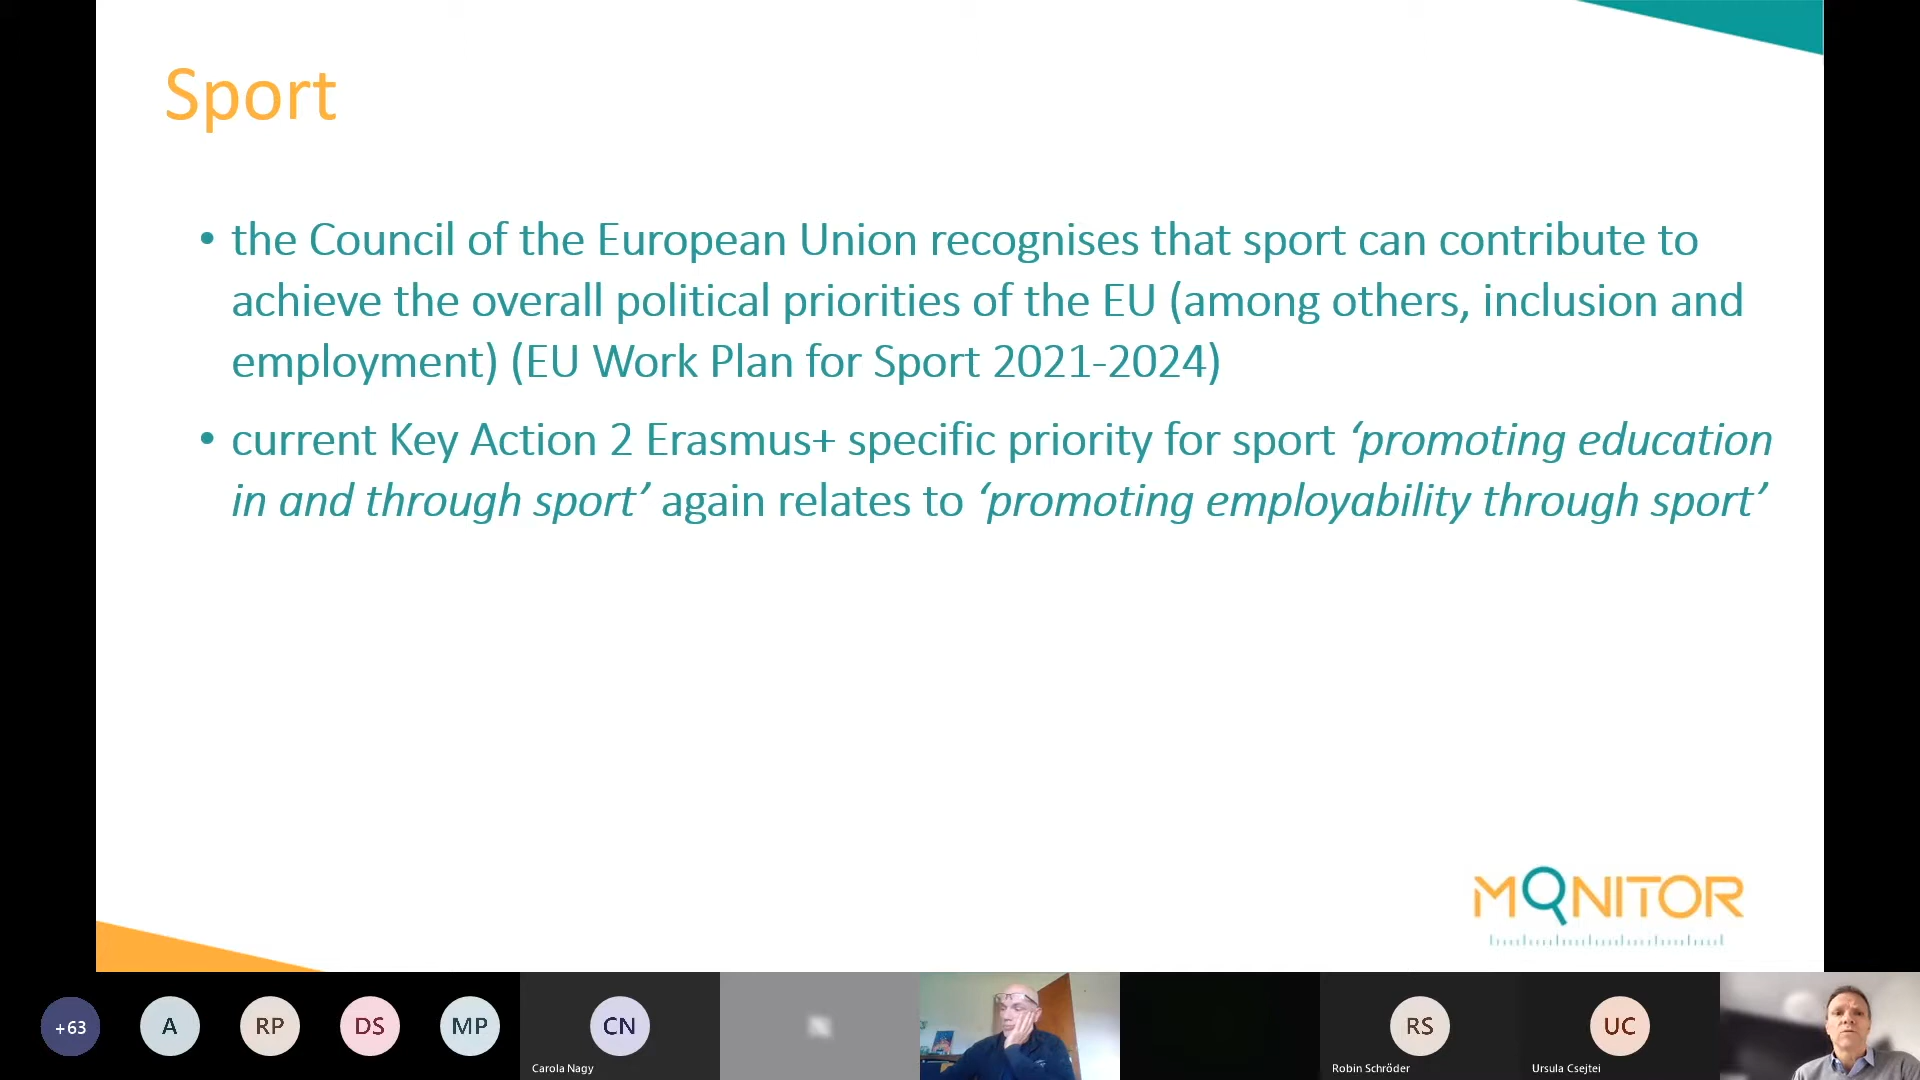 Sport
• the Council of the European Union recognises that sport can contribute to
achieve the overall political priorities of the EU (among others, inclusion and
employment) (EU Work Plan for Sport 2021-2024)
• current Key Action 2 Erasmus+ specific priority for sport ‘promoting education
in and through sport’ again relates to ‘promoting employability through sport’
MONITOR
+63
A
RP
DS
MP
CN
RS
UC
Carola Nagy
Robin Schröder
Ursula Csejtei